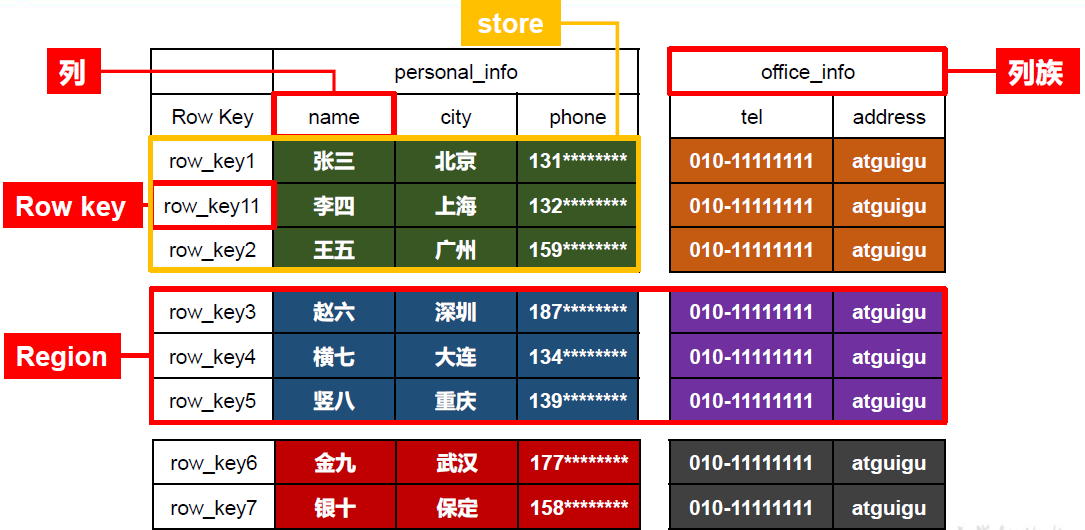 store
列
personal_info
office_info
列族
Row Key
name
city
phone
tel
address
row_key1
张三
北京
131********
010-11111111
atguigu
Row key
row_key11
李四
上海
132********
010-11111111
atguigu
row_key2
王五
广州
159********
010-11111111
atguigu
row_key3
赵六
深圳
187********
010-11111111
atguigu
Region
row_key4
横七
大连
134********
010-11111111
atguigu
row_key5
竖八
重庆
139********
010-11111111
atguigu
row_key6
金九
武汉
177********
010-11111111
atguigu
row_key7
银十
保定
158********
010-11111111
atguigu